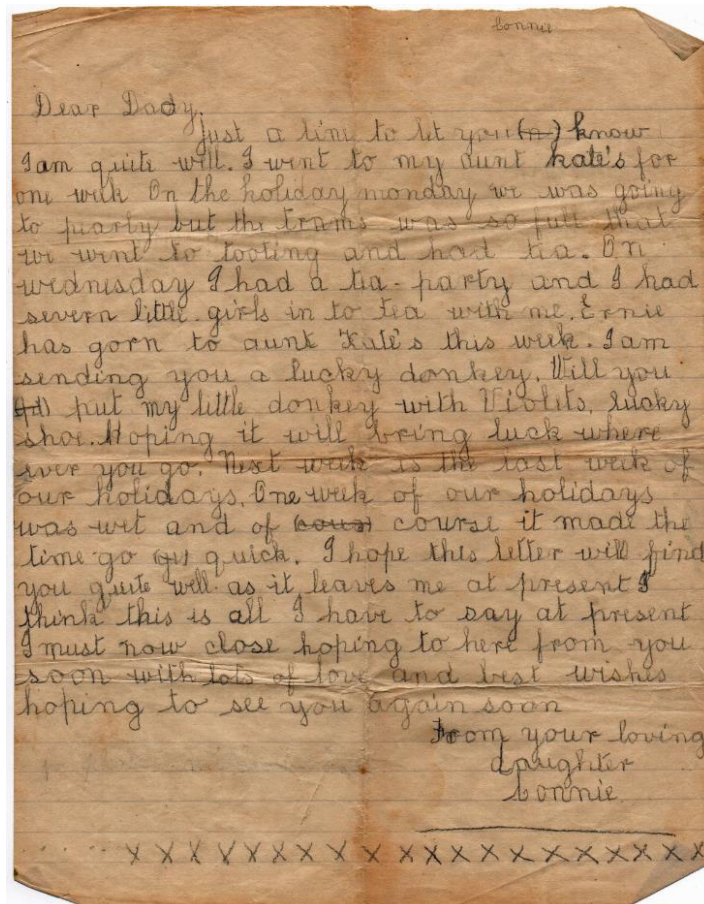 Connie
Dear Dady,
Just a line to let you (n) know
I am quite well. I went to my aunt Kate's for
one week On the holiday monday we was going
to pearly but the trams was so full that
we went to tooting and had tea. On
wednesday I had a tea-party and I had
severn little girls in to tea with me. Ernie
has gorn to aunt Kate's this week. I am
sending you a lucky donkey. Will you
put my little donkey with Violets, lucky
shoe. Hoping it will bring luck where
ever you go. Next week is the last week of
our holidays. One week of our holidays
was wet and of (cours) course it made the
time go quick. I hope this letter will find
you quite well as it leaves me at present I
think this is all I have to say at present
I must now close hoping to here from you
soon with lots of love and best wishes
hoping to see you again soon
From your loving
daughter
Connie
x x x x x x x x x x x x x x x x x x x x